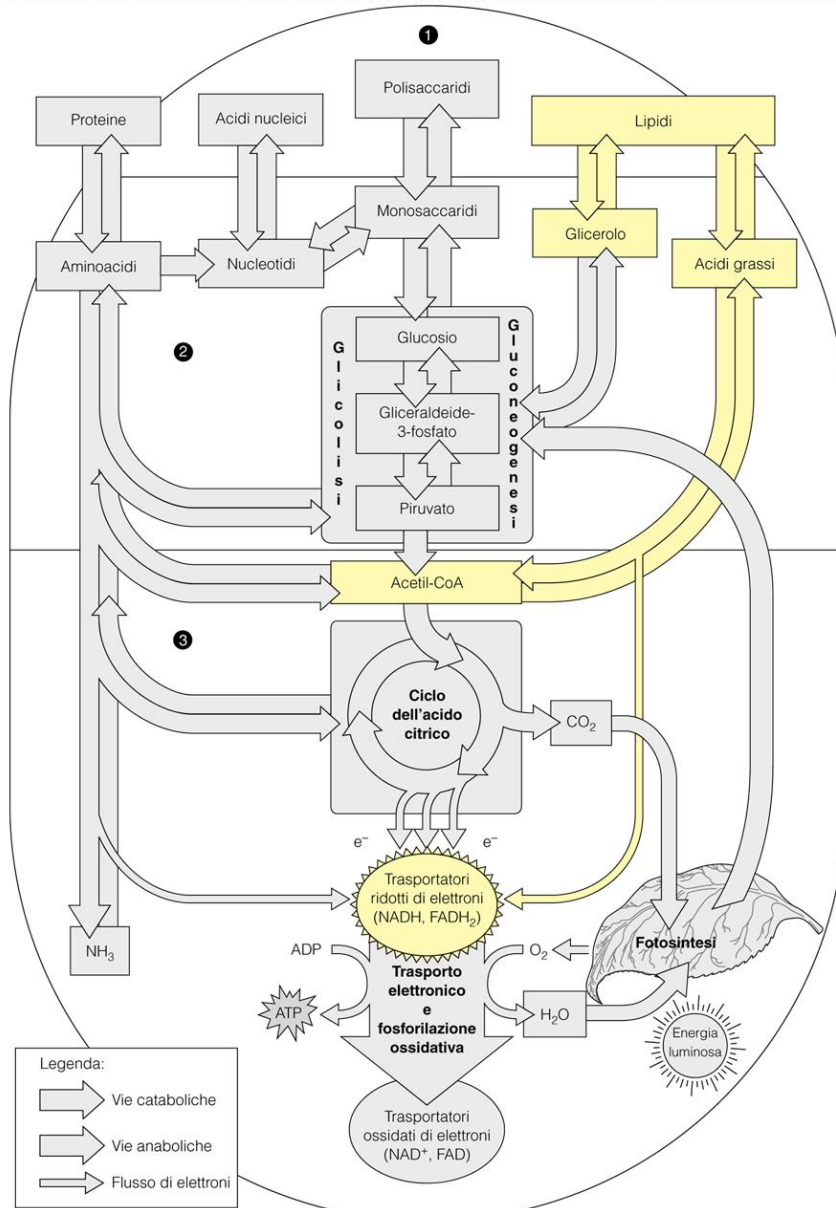 1
Polisaccaridi
Proteine
Acidi nucleici
Lipidi
Monosaccaridi
Glicerolo
Aminoacidi
Nucleotidi
Acidi grassi
2
Glicolisi
Glucosio
Gliceraldeide-
3-fosfato
Piruvato
Gluconeogenesi
Acetil-CoA
3
Ciclo
dell'acido
citrico
CO₂
e⁻
e⁻
Trasportatori
ridotti di elettroni
(NADH, FADH₂)
NH₃
ADP
ATP
Trasporto
elettronico
e
fosforilazione
ossidativa
O₂
H₂O
Fotosintesi
Energia
luminosa
Trasportatori
ossidati di elettroni
(NAD⁺, FAD)
Legenda:
Vie cataboliche
Vie anaboliche
Flusso di elettroni